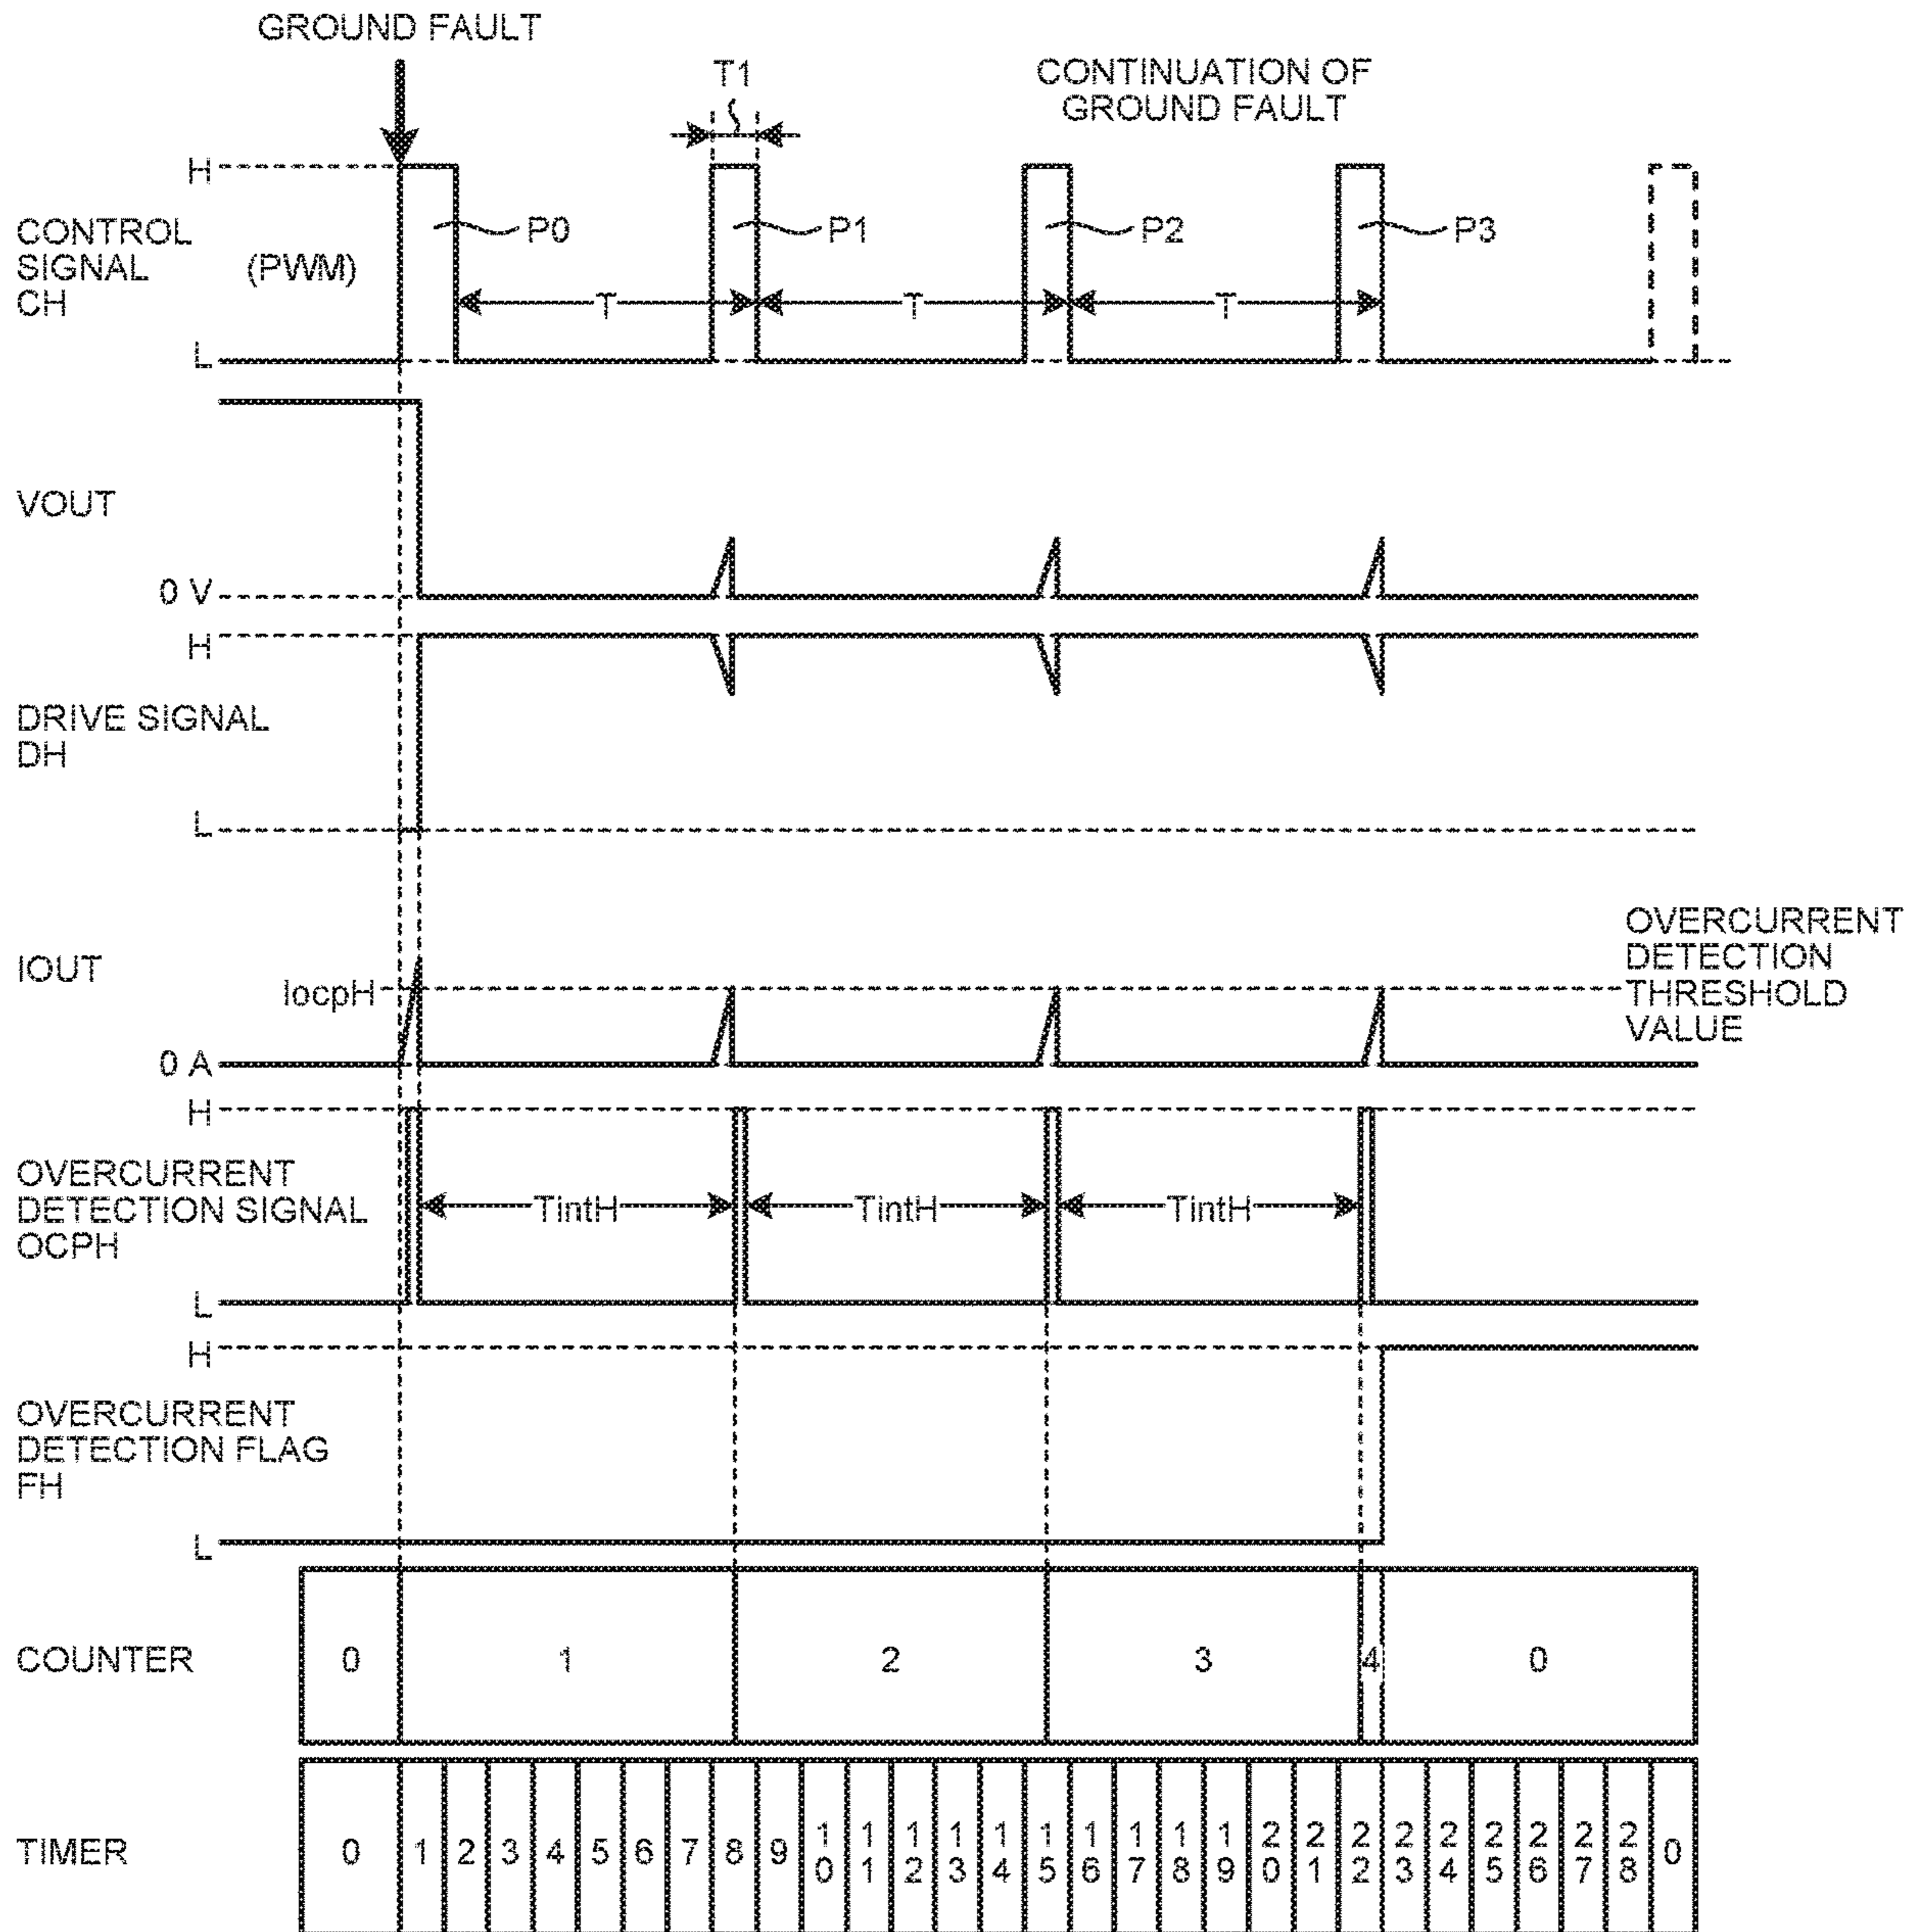 GROUND FAULT
T1
CONTINUATION OF
GROUND FAULT
H
CONTROL
SIGNAL
CH
(PWM)
P0
P1
P2
P3
T
T
T
L
VOUT
0 V
H
DRIVE SIGNAL
DH
L
IOUT
IocpH
OVERCURRENT
DETECTION
THRESHOLD
VALUE
0 A
H
OVERCURRENT
DETECTION SIGNAL
OCPH
TintH
TintH
TintH
L
H
OVERCURRENT
DETECTION FLAG
FH
L
COUNTER
0 1 2 3 4 0
TIMER
0 1 2 3 4 5 6 7 8 9 10 11 12 13 14 15 16 17 18 19 20 21 22 23 24 25 26 27 28 0